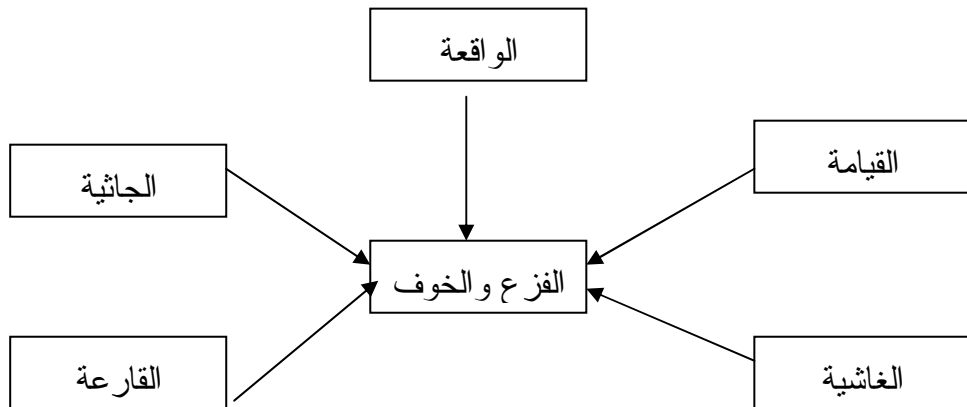 الواقعة
القيامة
الجاثية
الفزع والخوف
الغاشية
القارعة